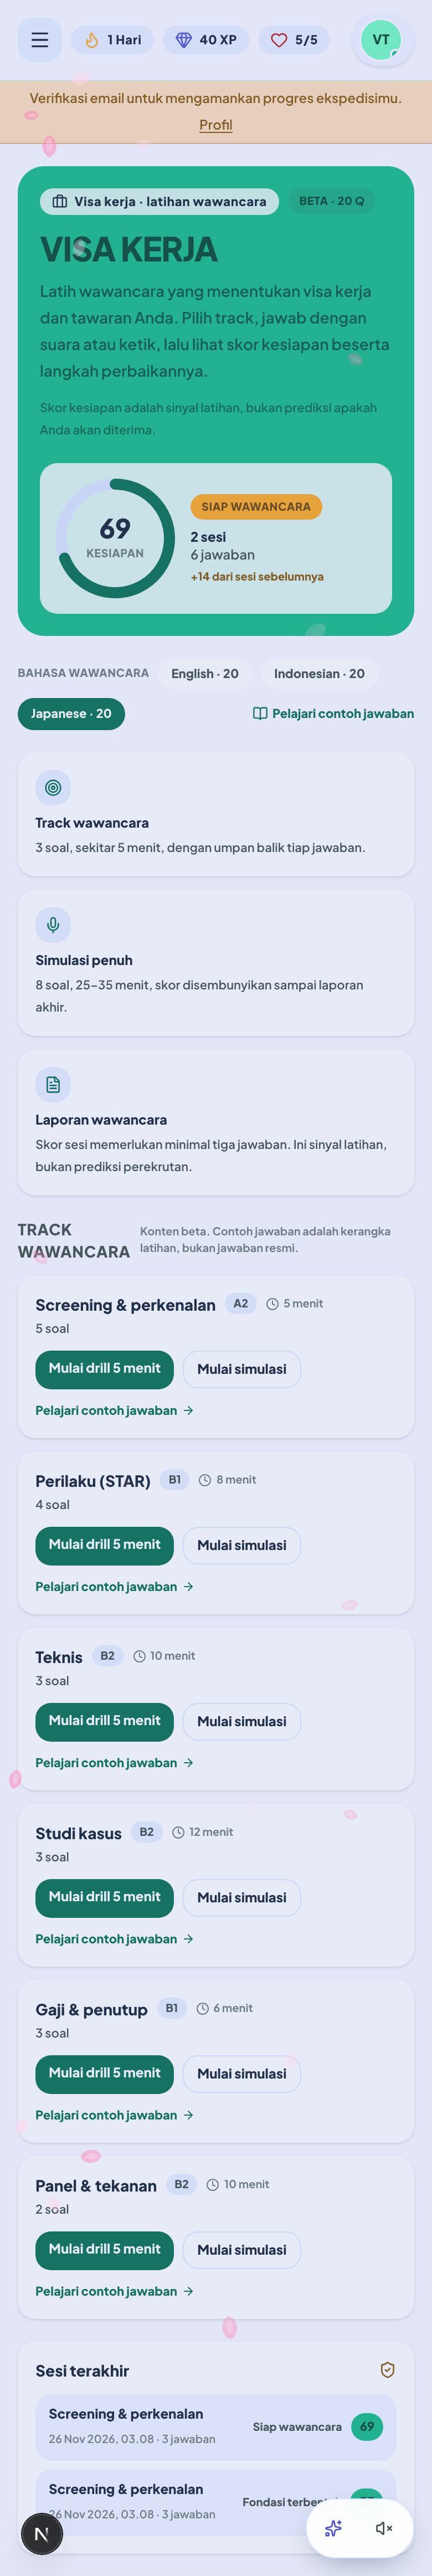 1 Hari
40 XP
5/5
VT
Verifikasi email untuk mengamankan progres ekspedisimu.
Profil
Visa kerja · latihan wawancara
BETA · 20 Q
VISA KERJA
Latih wawancara yang menentukan visa kerja
dan tawaran Anda. Pilih track, jawab dengan
suara atau ketik, lalu lihat skor kesiapan beserta
langkah perbaikannya.
Skor kesiapan adalah sinyal latihan, bukan prediksi apakah
Anda akan diterima.
69
KESIAPAN
SIAP WAWANCARA
2 sesi
6 jawaban
+14 dari sesi sebelumnya
BAHASA WAWANCARA
English · 20
Indonesian · 20
Japanese · 20
Pelajari contoh jawaban
Track wawancara
3 soal, sekitar 5 menit, dengan umpan balik tiap jawaban.
Simulasi penuh
8 soal, 25–35 menit, skor disembunyikan sampai laporan
akhir.
Laporan wawancara
Skor sesi memerlukan minimal tiga jawaban. Ini sinyal latihan,
bukan prediksi perekrutan.
TRACK
WAWANCARA
Konten beta. Contoh jawaban adalah kerangka
latihan, bukan jawaban resmi.
Screening & perkenalan A2 5 menit
5 soal
Mulai drill 5 menit Mulai simulasi
Pelajari contoh jawaban →
Perilaku (STAR) B1 8 menit
4 soal
Mulai drill 5 menit Mulai simulasi
Pelajari contoh jawaban →
Teknis B2 10 menit
3 soal
Mulai drill 5 menit Mulai simulasi
Pelajari contoh jawaban →
Studi kasus B2 12 menit
3 soal
Mulai drill 5 menit Mulai simulasi
Pelajari contoh jawaban →
Gaji & penutup B1 6 menit
3 soal
Mulai drill 5 menit Mulai simulasi
Pelajari contoh jawaban →
Panel & tekanan B2 10 menit
2 soal
Mulai drill 5 menit Mulai simulasi
Pelajari contoh jawaban →
Sesi terakhir
Screening & perkenalan
26 Nov 2026, 03.08 · 3 jawaban
Siap wawancara 69
Screening & perkenalan
26 Nov 2026, 03.08 · 3 jawaban
Fondasi
N